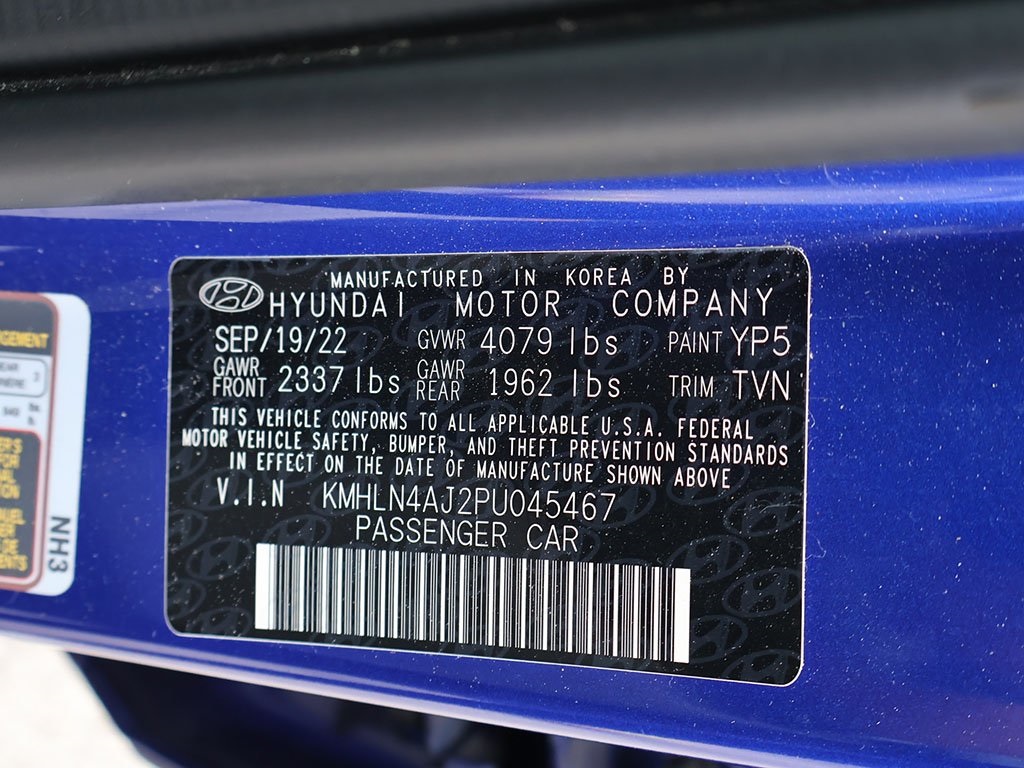 MANUFACTURED IN KOREA BY
HYUNDAI MOTOR COMPANY
SEP/19/22 GVWR 4079 lbs PAINT YP5
GAWR FRONT 2337 lbs GAWR REAR 1962 lbs TRIM TVN
THIS VEHICLE CONFORMS TO ALL APPLICABLE U.S.A. FEDERAL
MOTOR VEHICLE SAFETY, BUMPER, AND THEFT PREVENTION STANDARDS
IN EFFECT ON THE DATE OF MANUFACTURE SHOWN ABOVE
V.I.N KMHLN4AJ2PU045467
PASSENGER CAR
NH3